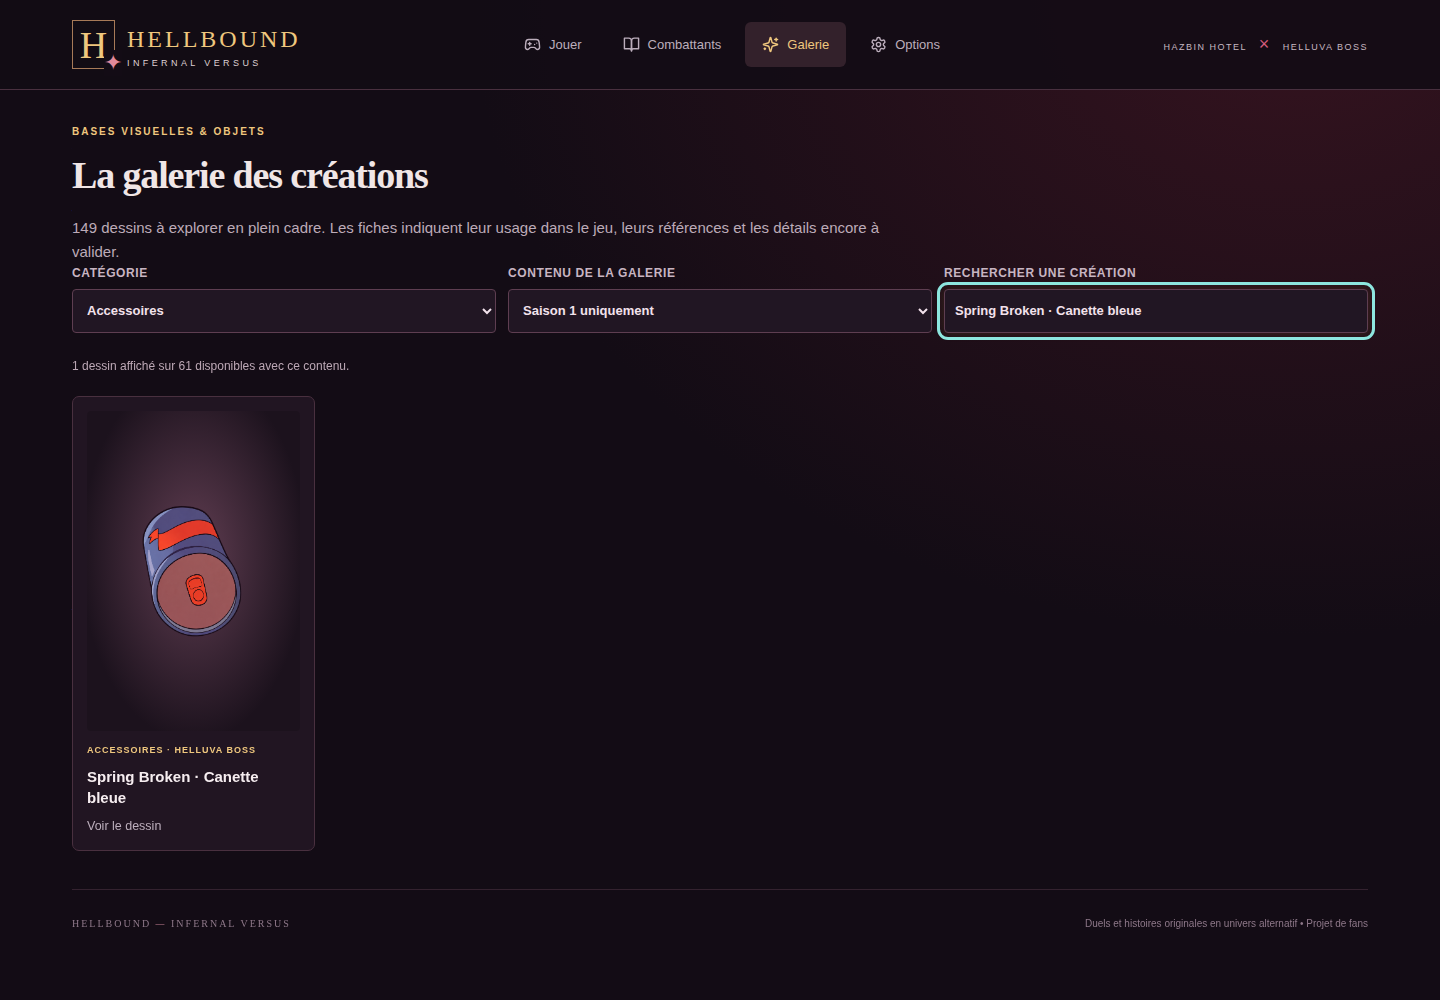 H HELLBOUND
INFERNAL VERSUS
Jouer
Combattants
Galerie
Options
HAZBIN HOTEL × HELLUVA BOSS
BASES VISUELLES & OBJETS
La galerie des créations
149 dessins à explorer en plein cadre. Les fiches indiquent leur usage dans le jeu, leurs références et les détails encore à
valider.
CATÉGORIE
Accessoires
CONTENU DE LA GALERIE
Saison 1 uniquement
RECHERCHER UNE CRÉATION
Spring Broken · Canette bleue
1 dessin affiché sur 61 disponibles avec ce contenu.
ACCESSOIRES · HELLUVA BOSS
Spring Broken · Canette
bleue
Voir le dessin
HELLBOUND — INFERNAL VERSUS
Duels et histoires originales en univers alternatif • Projet de fans